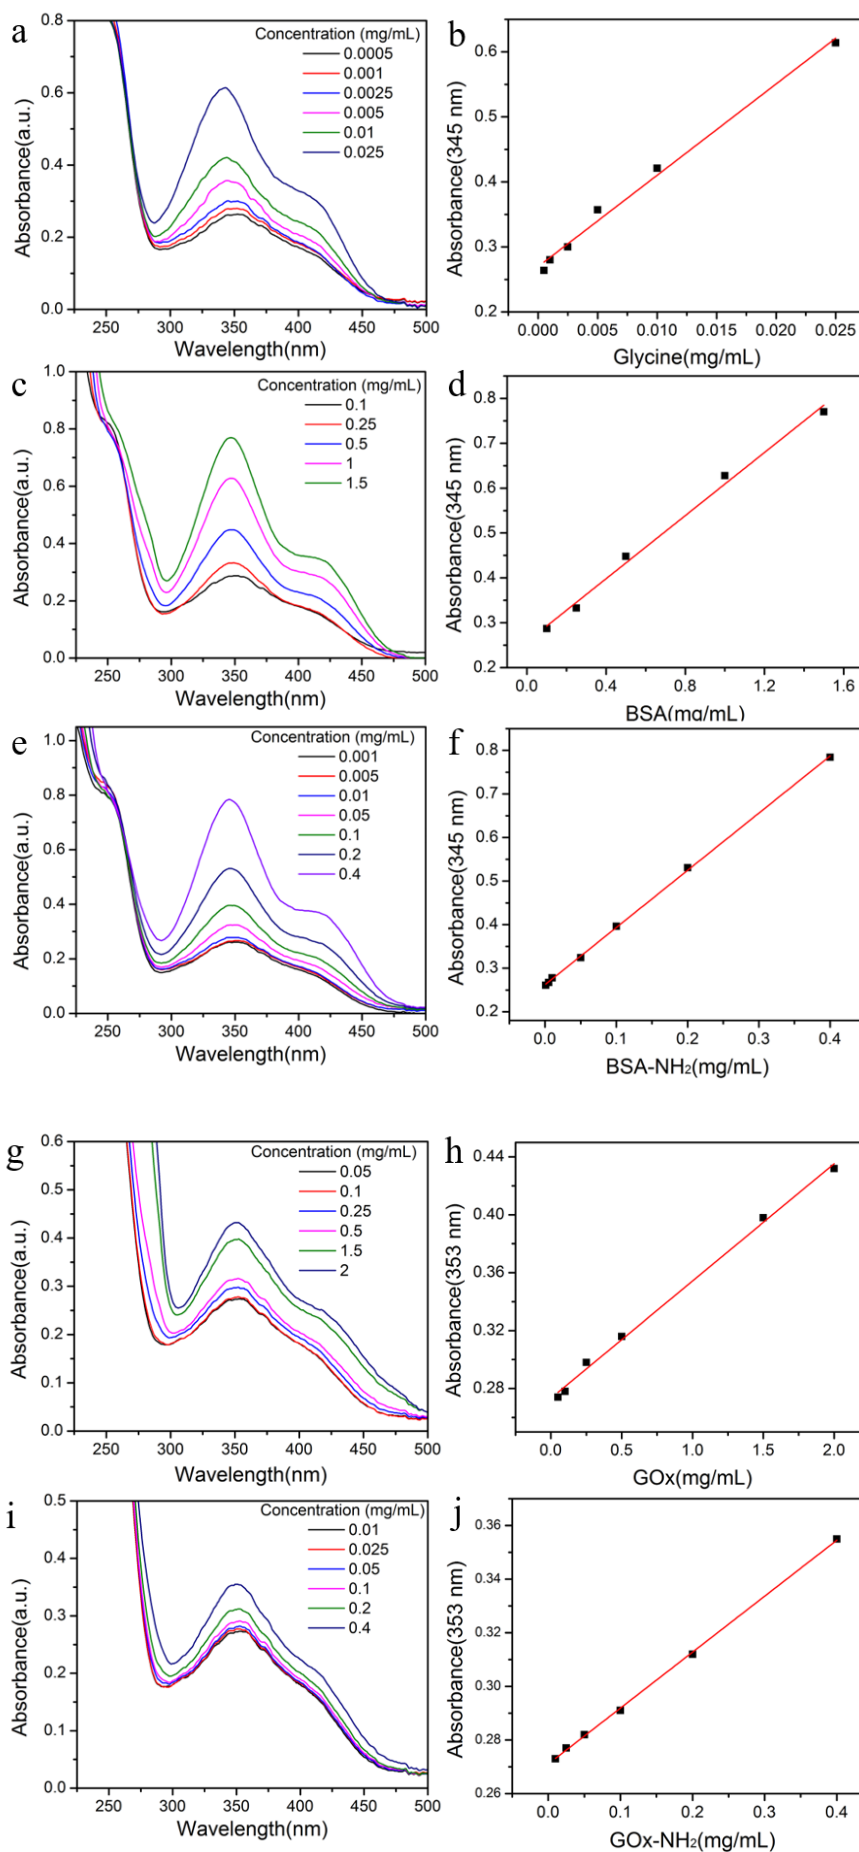 a
Concentration (mg/mL)
0.0005
0.001
0.0025
0.005
0.01
0.025
0.8
0.6
0.4
0.2
0.0
Absorbance(a.u.)
250 300 350 400 450 500
Wavelength(nm)
b
0.6
0.5
0.4
0.3
0.2
Absorbance(345 nm)
0.000 0.005 0.010 0.015 0.020 0.025
Glycine(mg/mL)
c
Concentration (mg/mL)
0.1
0.25
0.5
1
1.5
1.0
0.8
0.6
0.4
0.2
0.0
Absorbance(a.u.)
250 300 350 400 450 500
Wavelength(nm)
d
0.8
0.7
0.6
0.5
0.4
0.3
0.2
Absorbance(345 nm)
0.0 0.4 0.8 1.2 1.6
BSA(mg/mL)
e
Concentration (mg/mL)
0.001
0.005
0.01
0.05
0.1
0.2
0.4
1.0
0.8
0.6
0.4
0.2
0.0
Absorbance(a.u.)
250 300 350 400 450 500
Wavelength(nm)
f
0.8
0.7
0.6
0.5
0.4
0.3
0.2
Absorbance(345 nm)
0.0 0.1 0.2 0.3 0.4
BSA-NH₂(mg/mL)
g
Concentration (mg/mL)
0.05
0.1
0.25
0.5
1.5
2
0.6
0.5
0.4
0.3
0.2
0.1
0.0
Absorbance(a.u.)
250 300 350 400 450 500
Wavelength(nm)
h
0.44
0.40
0.36
0.32
0.28
Absorbance(353 nm)
0.0 0.5 1.0 1.5 2.0
GOx(mg/mL)
i
Concentration (mg/mL)
0.01
0.025
0.05
0.1
0.2
0.4
0.5
0.4
0.3
0.2
0.1
0.0
Absorbance(a.u.)
250 300 350 400 450 500
Wavelength(nm)
j
0.36
0.34
0.31
0.28
0.26
Absorbance(353 nm)
0.0 0.1 0.2 0.3 0.4
GOx-NH₂(mg/mL)